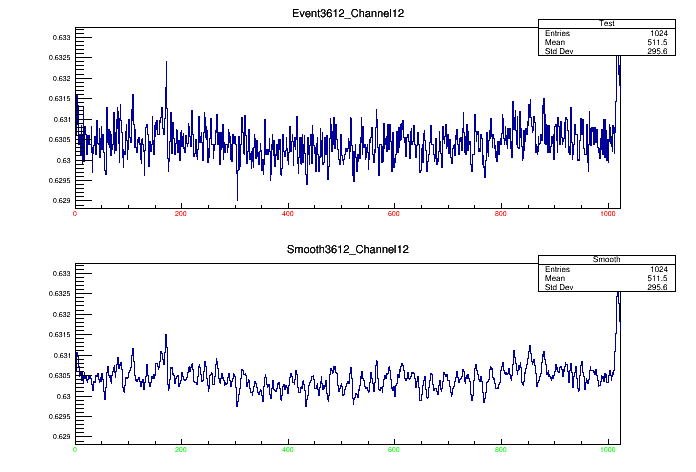 Event3612_Channel12
Test
Entries 1024
Mean 511.5
Std Dev 295.6
0.633
0.6325
0.632
0.6315
0.631
0.6305
0.63
0.6295
0.629
0 200 400 600 800 1000
Smooth3612_Channel12
Smooth
Entries 1024
Mean 511.5
Std Dev 295.6
0.633
0.6325
0.632
0.6315
0.631
0.6305
0.63
0.6295
0.629
0 200 400 600 800 1000